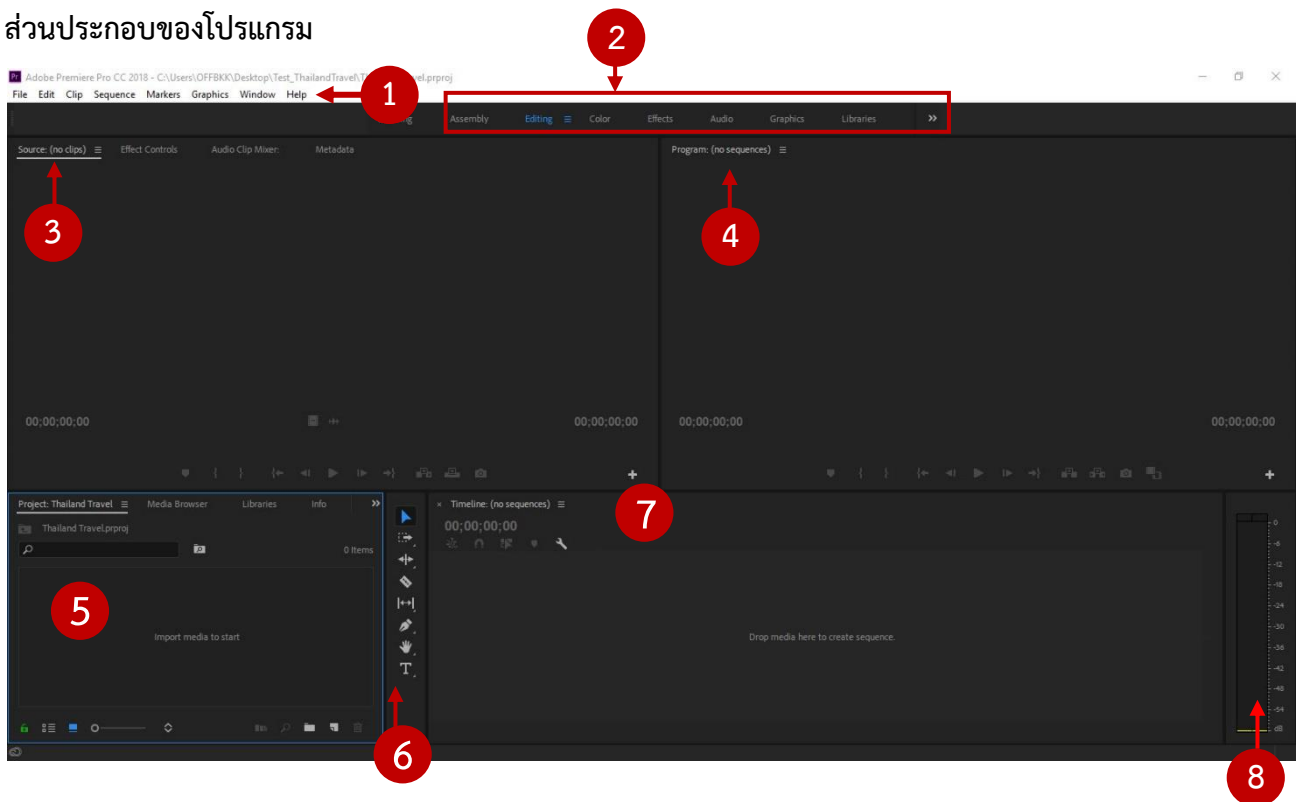 ส่วนประกอบของโปรแกรม
2
Pr Adobe Premiere Pro CC 2018 - C:\Users\OFFBKK\Desktop\Test_ThailandTravel\T vel.prproj
File Edit Clip Sequence Markers Graphics Window Help
1
Assembly Editing Color Effects Audio Graphics Libraries >>
Source: (no clips) Effect Controls Audio Clip Mixer: Metadata
Program: (no sequences)
3
4
00;00;00;00 00;00;00;00
00;00;00;00 00;00;00;00
Project: Thailand Travel Media Browser Libraries Info >>
× Timeline: (no sequences)
7
Thailand Travel.prproj
00;00;00;00
0 Items
5
Import media to start
Drop media here to create sequence.
T
0
-6
-12
-18
-24
-30
-36
-42
-48
-54
dB
6
8